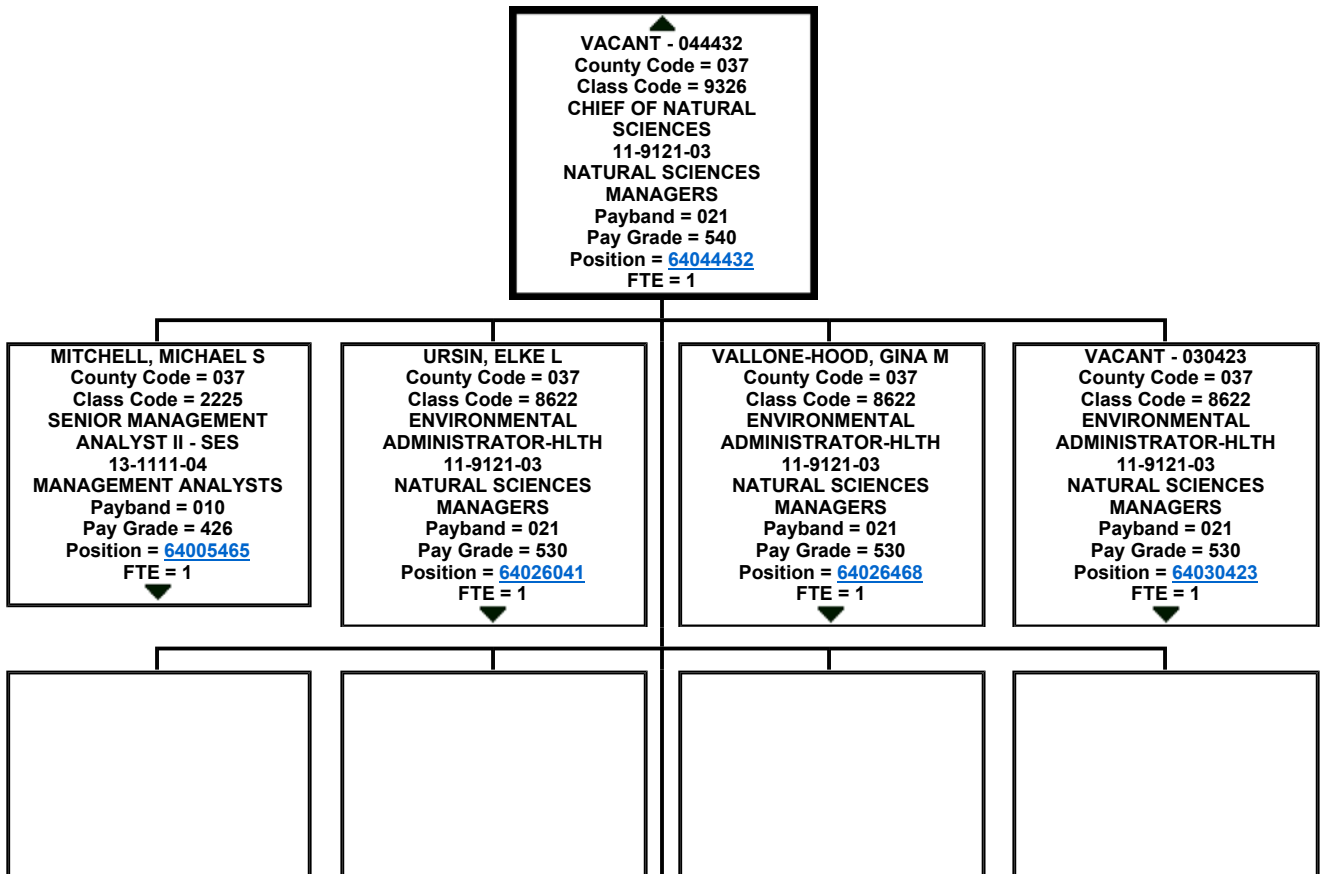 VACANT - 044432
County Code = 037
Class Code = 9326
CHIEF OF NATURAL
SCIENCES
11-9121-03
NATURAL SCIENCES
MANAGERS
Payband = 021
Pay Grade = 540
Position = 64044432
FTE = 1
MITCHELL, MICHAEL S
County Code = 037
Class Code = 2225
SENIOR MANAGEMENT
ANALYST II - SES
13-1111-04
MANAGEMENT ANALYSTS
Payband = 010
Pay Grade = 426
Position = 64005465
FTE = 1
URSIN, ELKE L
County Code = 037
Class Code = 8622
ENVIRONMENTAL
ADMINISTRATOR-HLTH
11-9121-03
NATURAL SCIENCES
MANAGERS
Payband = 021
Pay Grade = 530
Position = 64026041
FTE = 1
VALLONE-HOOD, GINA M
County Code = 037
Class Code = 8622
ENVIRONMENTAL
ADMINISTRATOR-HLTH
11-9121-03
NATURAL SCIENCES
MANAGERS
Payband = 021
Pay Grade = 530
Position = 64026468
FTE = 1
VACANT - 030423
County Code = 037
Class Code = 8622
ENVIRONMENTAL
ADMINISTRATOR-HLTH
11-9121-03
NATURAL SCIENCES
MANAGERS
Payband = 021
Pay Grade = 530
Position = 64030423
FTE = 1